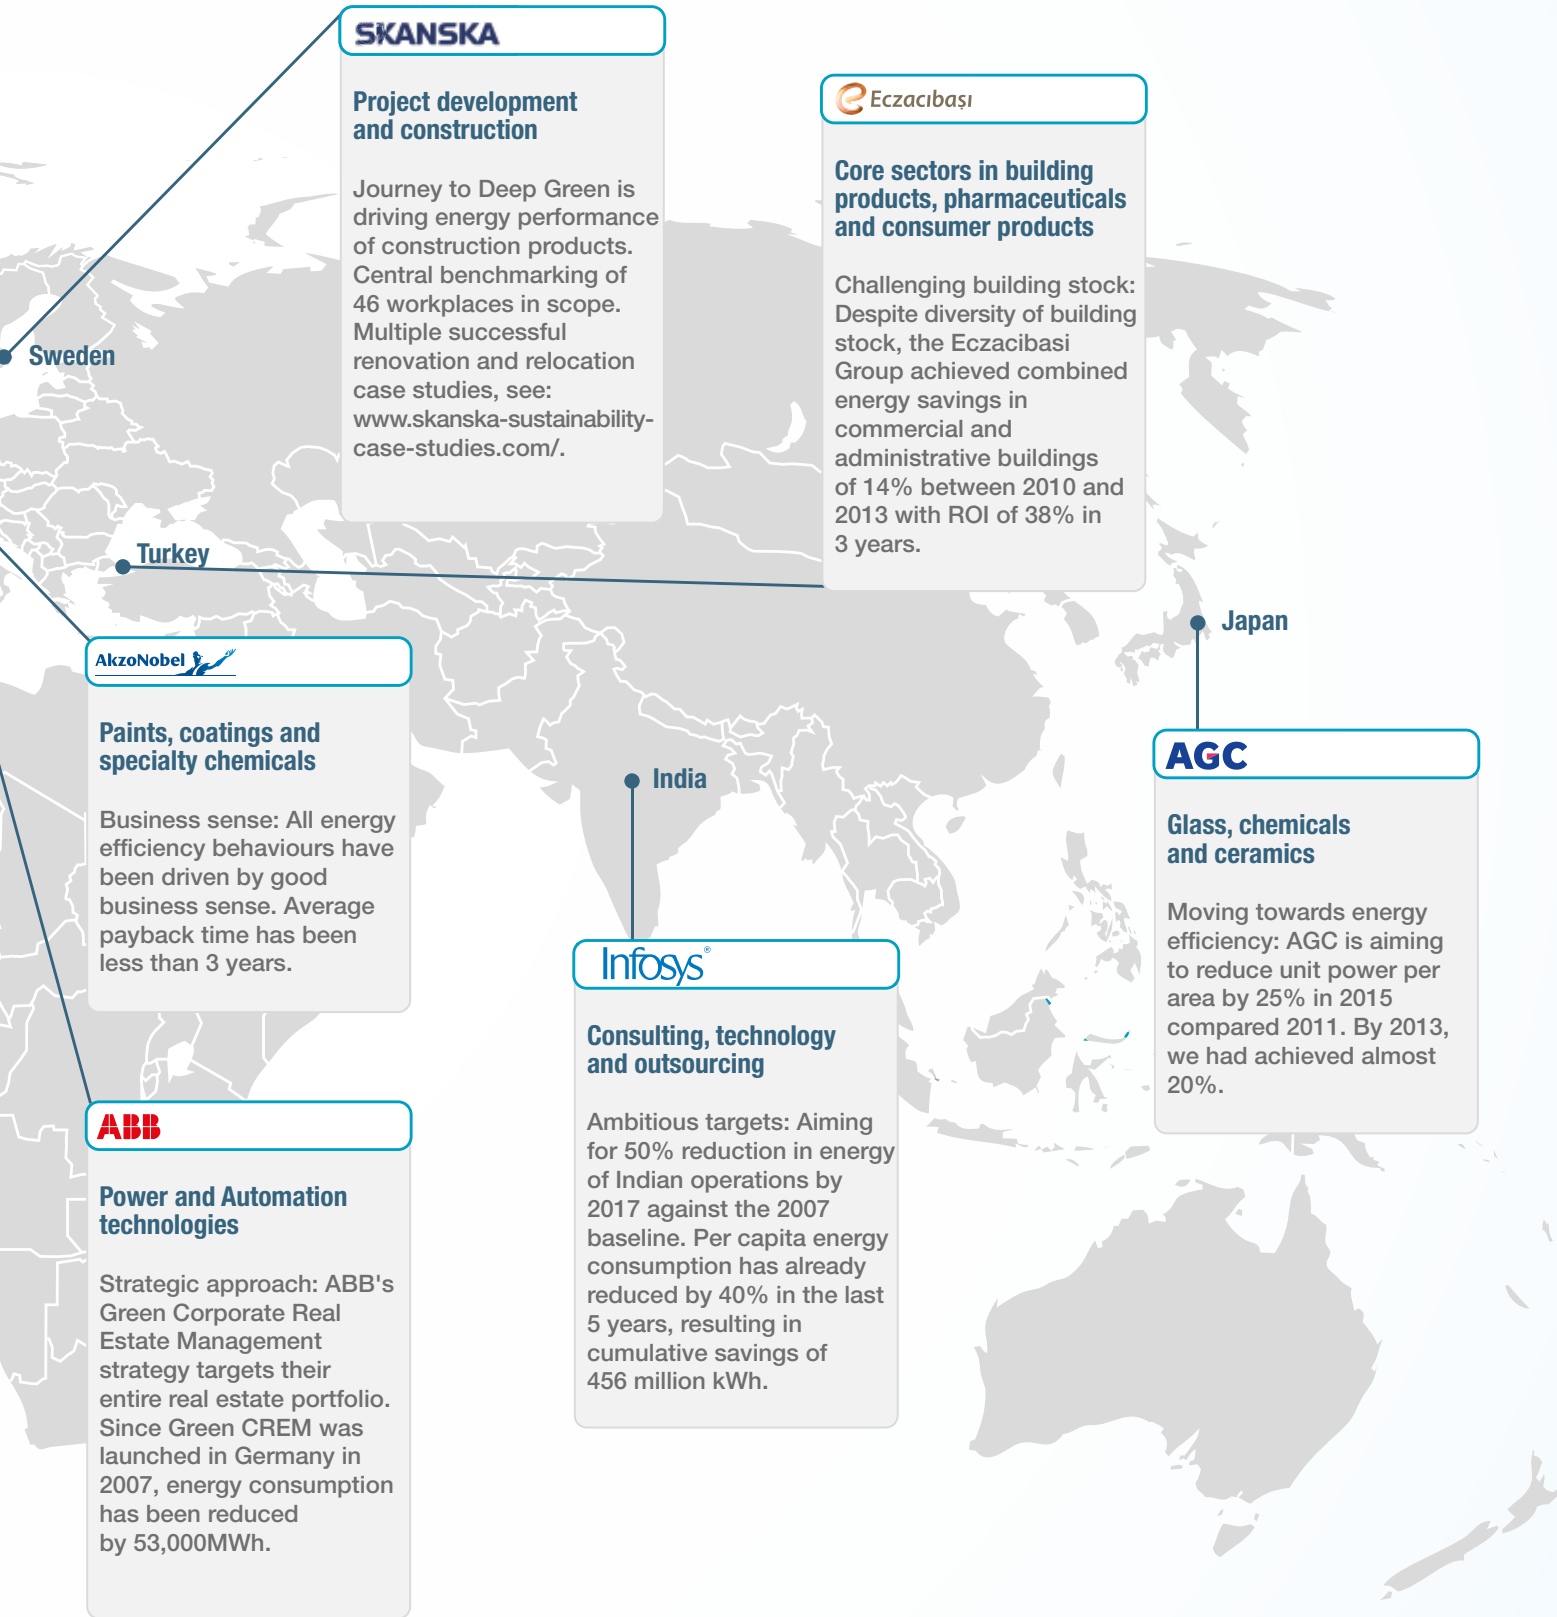 SKANSKA
Project development
and construction
Journey to Deep Green is
driving energy performance
of construction products.
Central benchmarking of
46 workplaces in scope.
Multiple successful
renovation and relocation
case studies, see:
www.skanska-sustainability-
case-studies.com/.
Eczacıbaşı
Core sectors in building
products, pharmaceuticals
and consumer products
Challenging building stock:
Despite diversity of building
stock, the Eczacibasi
Group achieved combined
energy savings in
commercial and
administrative buildings
of 14% between 2010 and
2013 with ROI of 38% in
3 years.
Sweden
Turkey
Japan
India
AkzoNobel
Paints, coatings and
specialty chemicals
Business sense: All energy
efficiency behaviours have
been driven by good
business sense. Average
payback time has been
less than 3 years.
AGC
Glass, chemicals
and ceramics
Moving towards energy
efficiency: AGC is aiming
to reduce unit power per
area by 25% in 2015
compared 2011. By 2013,
we had achieved almost
20%.
Infosys®
Consulting, technology
and outsourcing
Ambitious targets: Aiming
for 50% reduction in energy
of Indian operations by
2017 against the 2007
baseline. Per capita energy
consumption has already
reduced by 40% in the last
5 years, resulting in
cumulative savings of
456 million kWh.
ABB
Power and Automation
technologies
Strategic approach: ABB's
Green Corporate Real
Estate Management
strategy targets their
entire real estate portfolio.
Since Green CREM was
launched in Germany in
2007, energy consumption
has been reduced
by 53,000MWh.